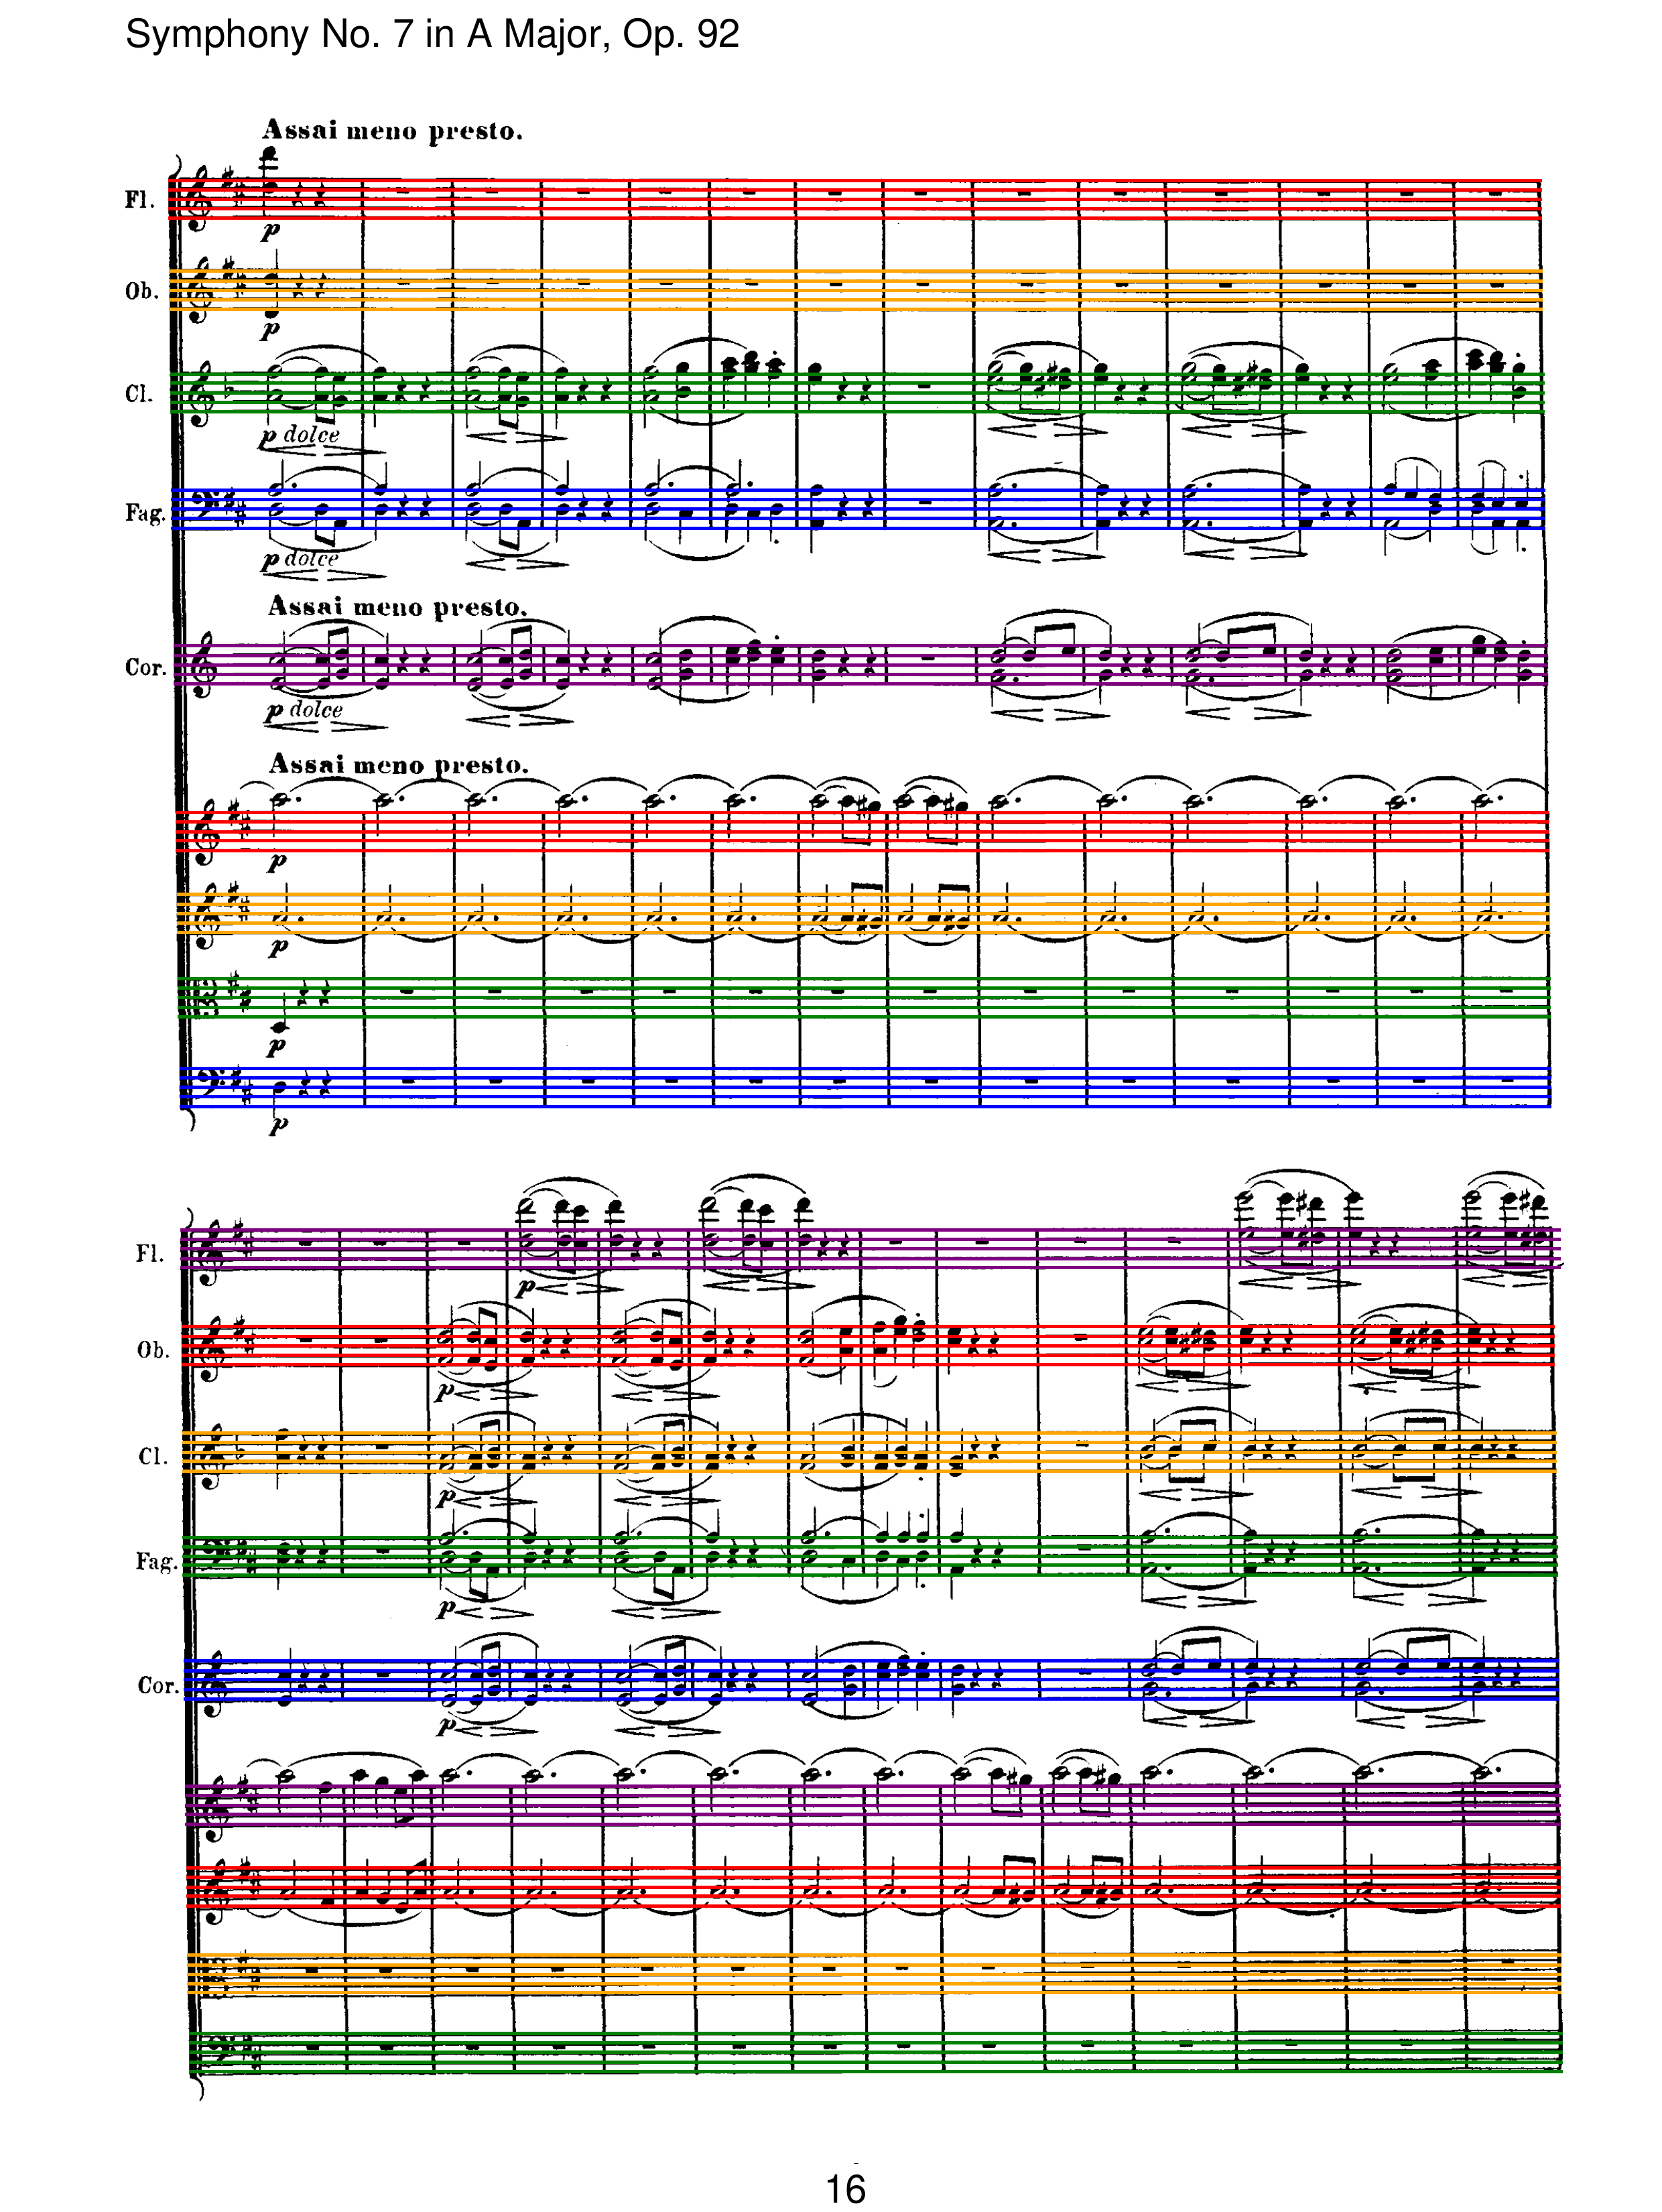 Symphony No. 7 in A Major, Op. 92
Assai meno presto.
Fl.
p
Ob.
p
Cl.
p dolce
Fag.
p dolce
Assai meno presto.
Cor.
p dolce
Assai meno presto.
p
p
p
p
Fl.
p
Ob.
p
Cl.
p
Fag.
p
Cor.
p
16